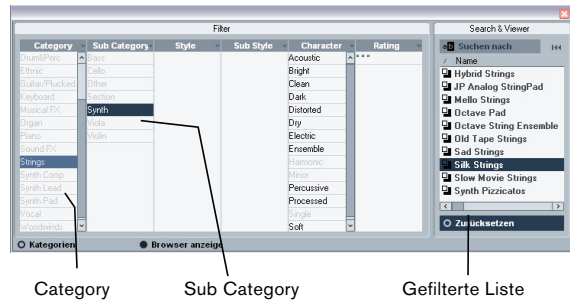 Filter
Search & Viewer
Category Sub Category Style Sub Style Character Rating
Drum&Perc
Ethnic
Guitar/Plucked
Keyboard
Musical FX
Organ
Piano
Sound FX
Strings
Synth Comp
Synth Lead
Synth Pad
Vocal
Woodwinds
Bass
Cello
Other
Section
Synth
Viola
Violin
Acoustic
Bright
Clean
Dark
Distorted
Dry
Electric
Ensemble
Harmonic
Minor
Percussive
Processed
Single
Soft
***
Suchen nach
Name
Hybrid Strings
JP Analog StringPad
Mello Strings
Octave Pad
Octave String Ensemble
Old Tape Strings
Sad Strings
Silk Strings
Slow Movie Strings
Synth Pizzicatos
Zurücksetzen
Kategorien
Browser anzeige
Category
Sub Category
Gefilterte Liste